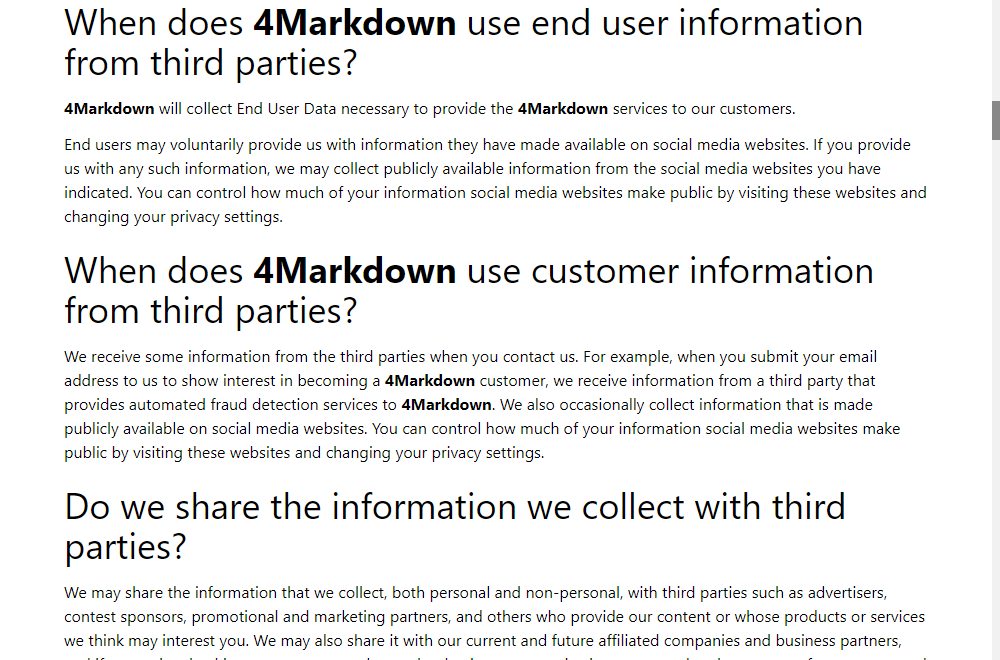 When does 4Markdown use end user information
from third parties?
4Markdown will collect End User Data necessary to provide the 4Markdown services to our customers.
End users may voluntarily provide us with information they have made available on social media websites. If you provide
us with any such information, we may collect publicly available information from the social media websites you have
indicated. You can control how much of your information social media websites make public by visiting these websites and
changing your privacy settings.
When does 4Markdown use customer information
from third parties?
We receive some information from the third parties when you contact us. For example, when you submit your email
address to us to show interest in becoming a 4Markdown customer, we receive information from a third party that
provides automated fraud detection services to 4Markdown. We also occasionally collect information that is made
publicly available on social media websites. You can control how much of your information social media websites make
public by visiting these websites and changing your privacy settings.
Do we share the information we collect with third
parties?
We may share the information that we collect, both personal and non-personal, with third parties such as advertisers,
contest sponsors, promotional and marketing partners, and others who provide our content or whose products or services
we think may interest you. We may also share it with our current and future affiliated companies and business partners,